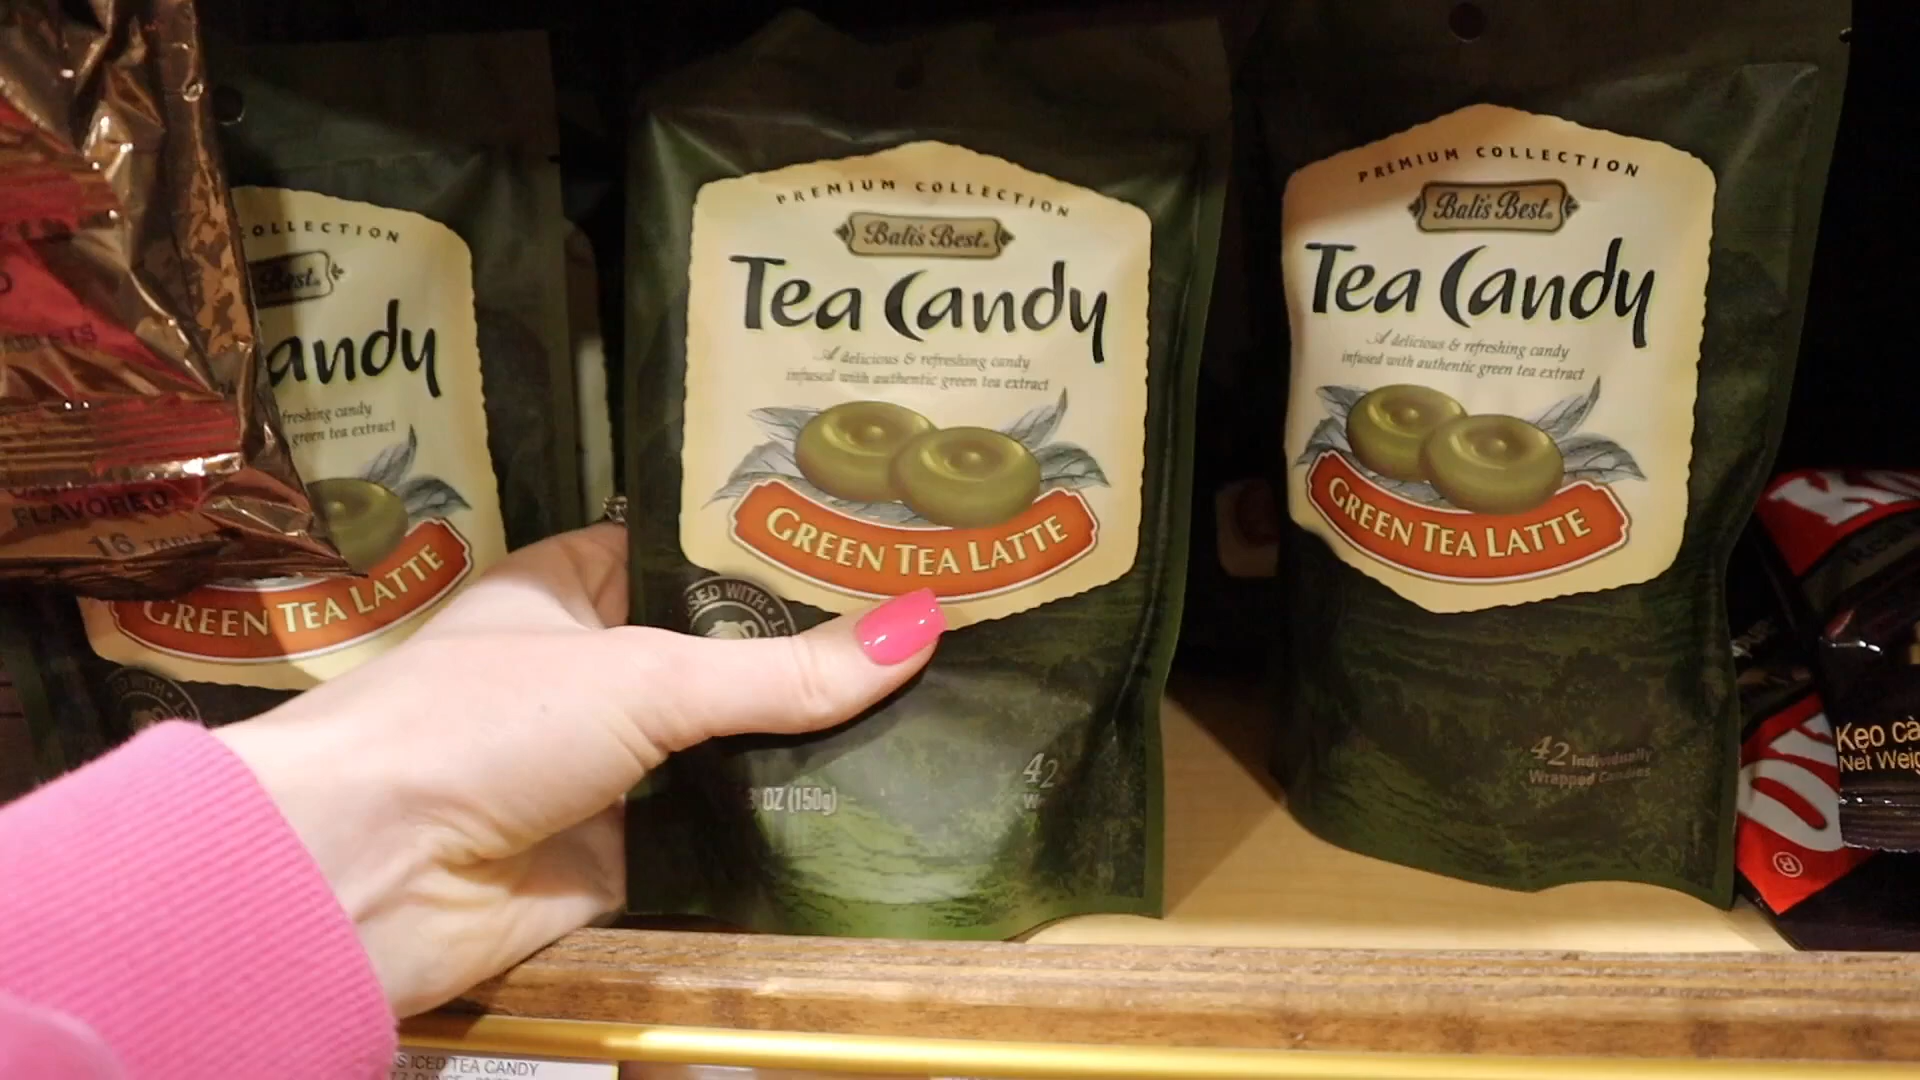 FLAVORED
16
COLLECTION
Best.
andy
freshing candy
green tea extract
GREEN TEA LATTE
PREMIUM COLLECTION
Bali's Best.
Tea Candy
A delicious & refreshing candy
infused with authentic green tea extract
GREEN TEA LATTE
SED WITH
OZ (150g)
42
PREMIUM COLLECTION
Bali's Best.
Tea Candy
A delicious & refreshing candy
infused with authentic green tea extract
GREEN TEA LATTE
42 Individually
Wrapped Candies
Kẹo cà
Net Weig
S ICED TEA CANDY